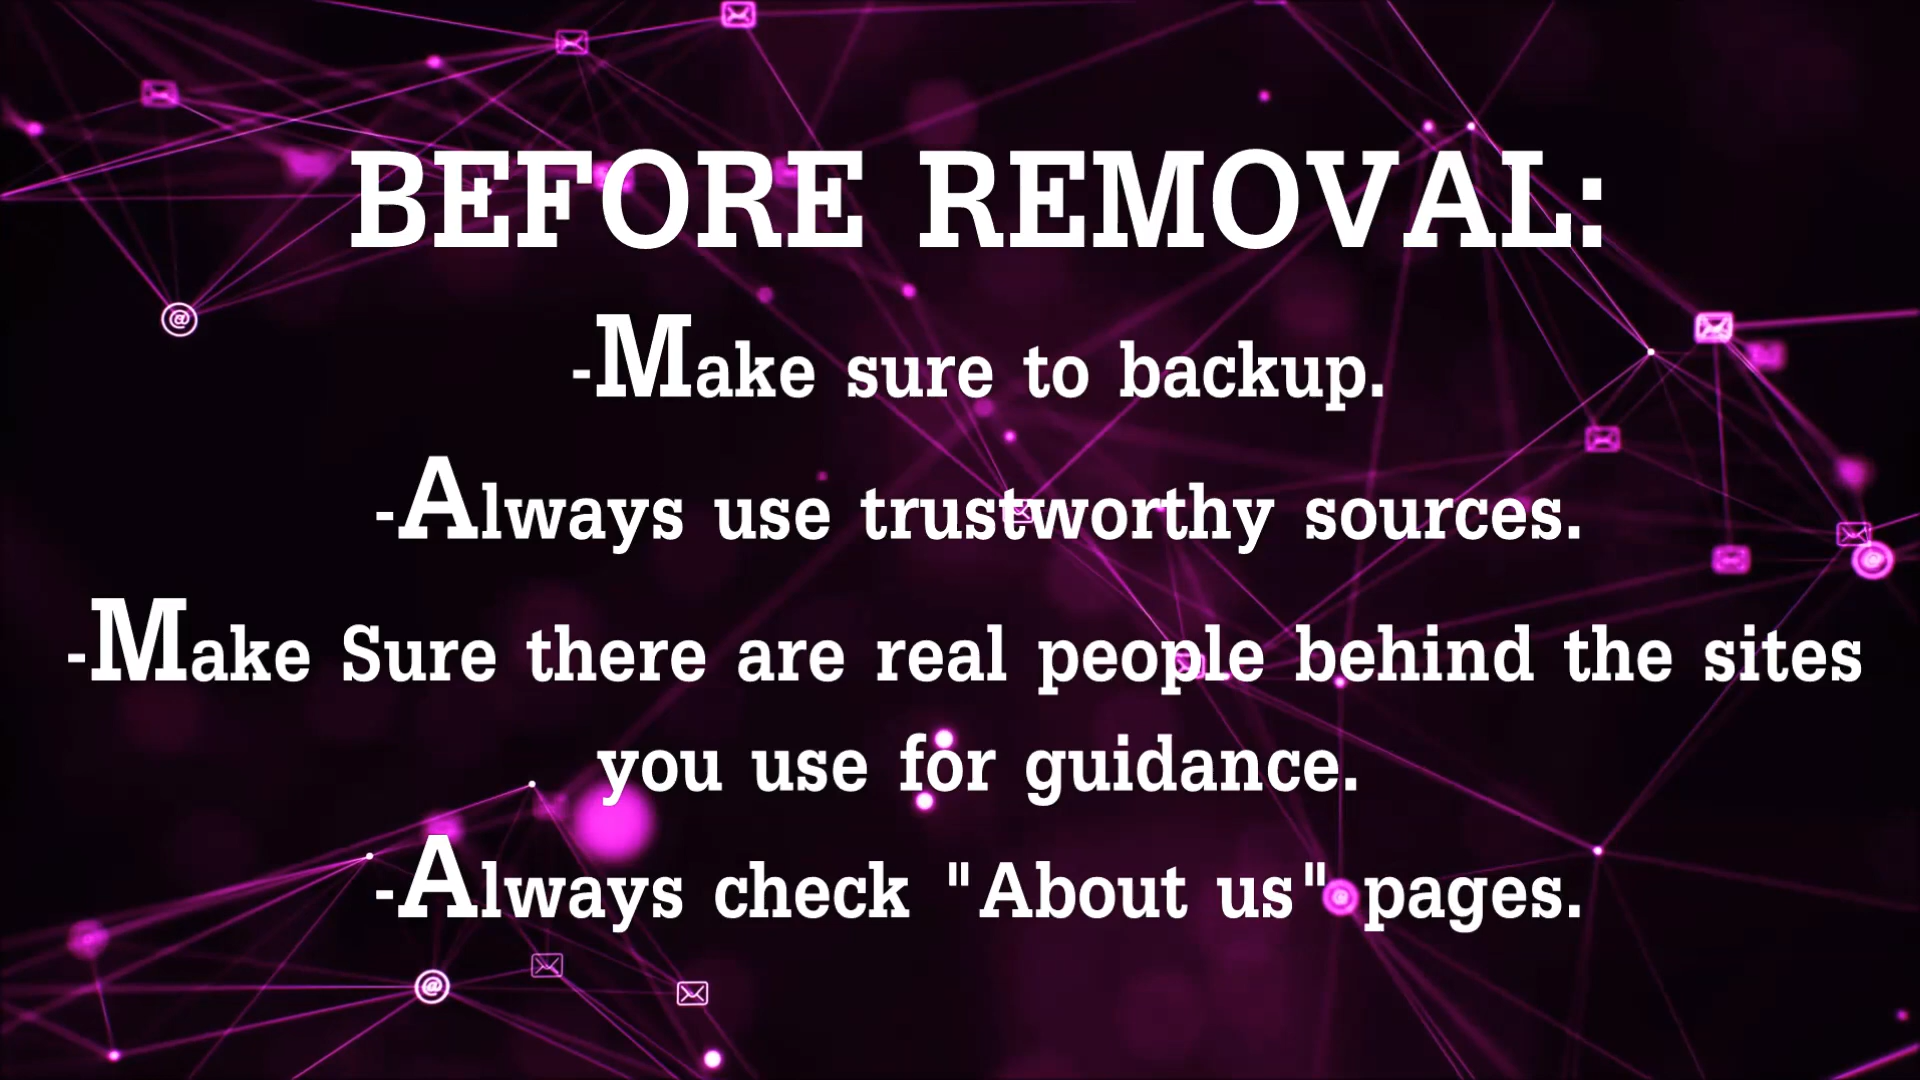 BEFORE REMOVAL:
-Make sure to backup.
-Always use trustworthy sources.
-Make Sure there are real people behind the sites
you use for guidance.
-Always check "About us" pages.